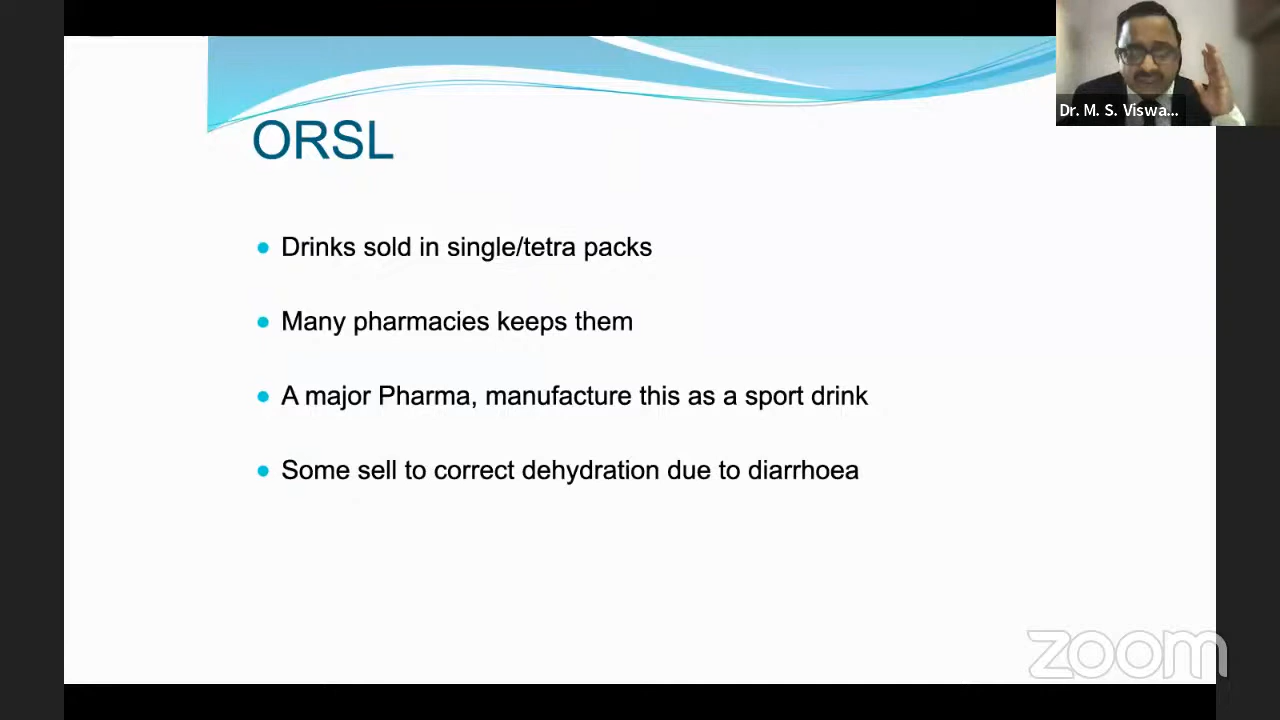 Dr. M. S. Viswa...
ORSL
Drinks sold in single/tetra packs
Many pharmacies keeps them
A major Pharma, manufacture this as a sport drink
Some sell to correct dehydration due to diarrhoea
zoom